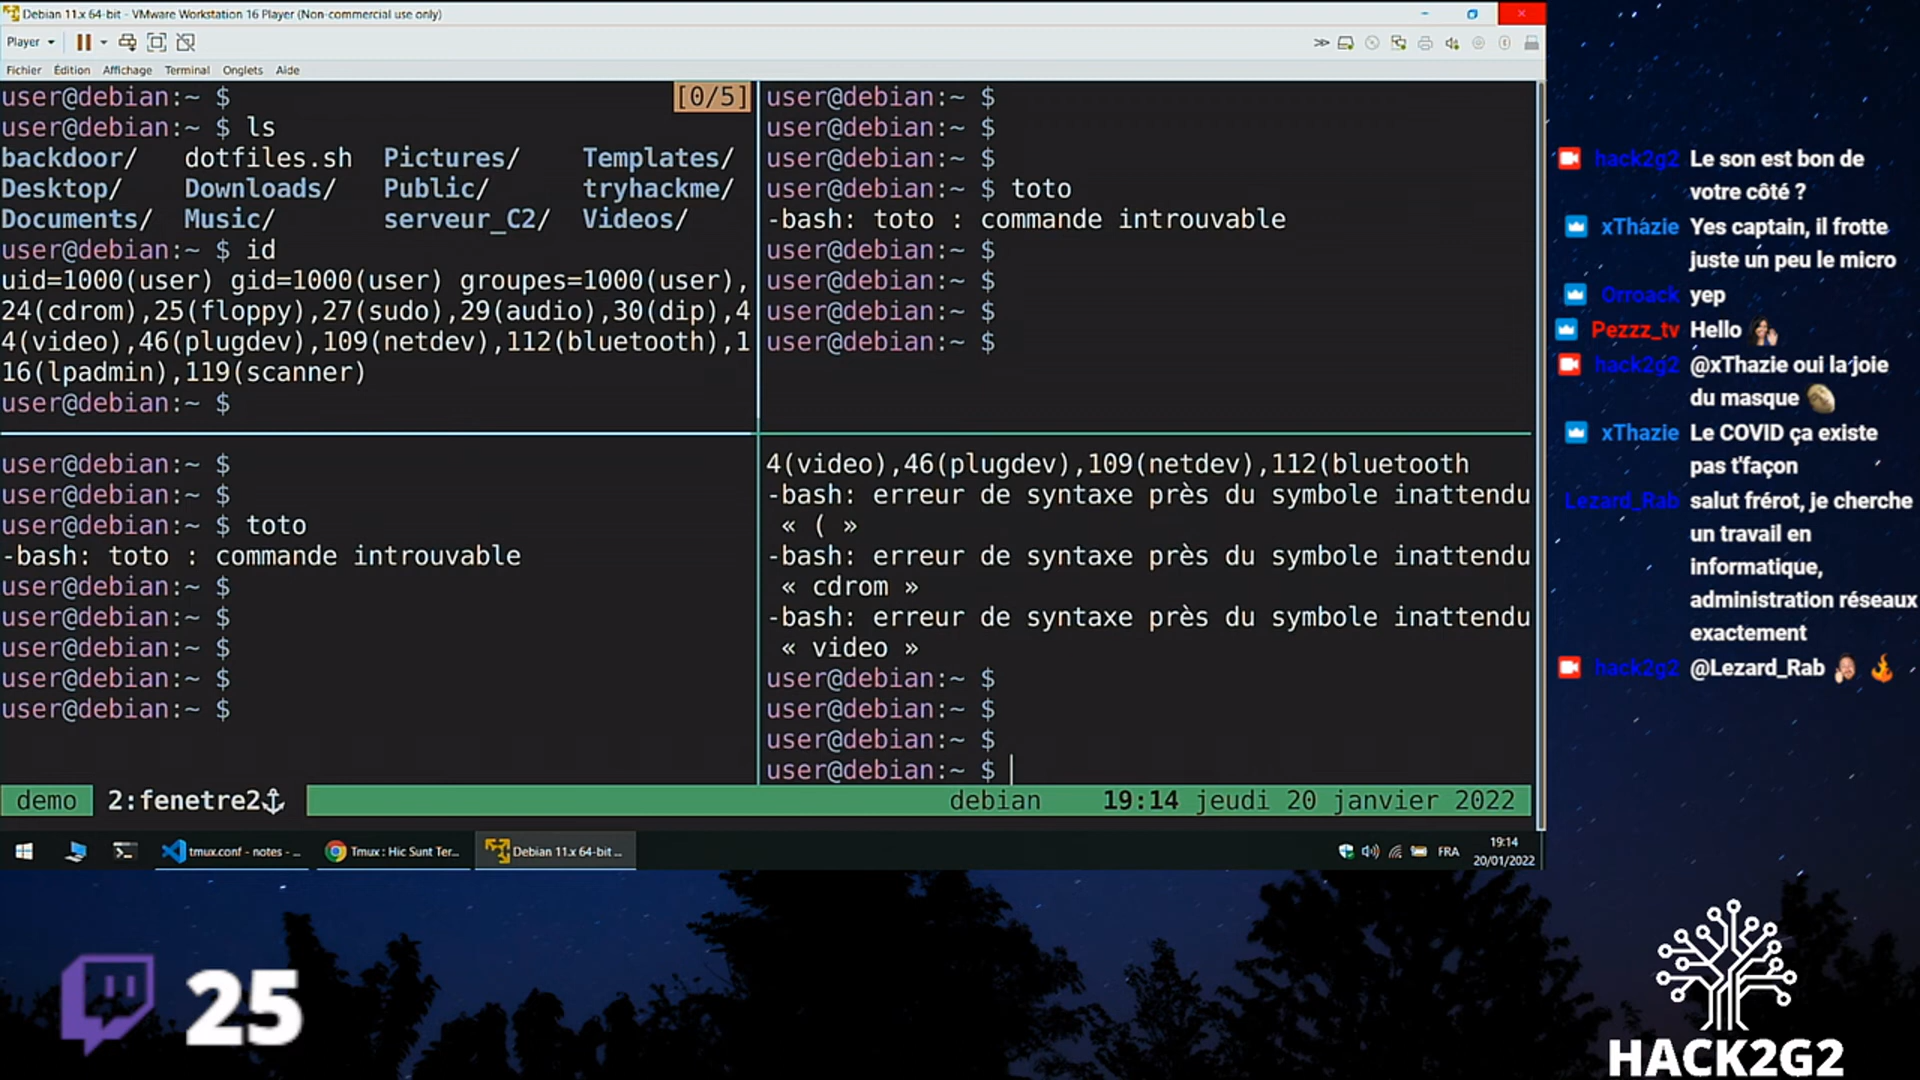 Debian 11.x 64-bit - VMware Workstation 16 Player (Non-commercial use only)
Player
Fichier Édition Affichage Terminal Onglets Aide
user@debian:~ $ [0/5]
user@debian:~ $ ls
backdoor/ dotfiles.sh Pictures/ Templates/
Desktop/ Downloads/ Public/ tryhackme/
Documents/ Music/ serveur_C2/ Videos/
user@debian:~ $ id
uid=1000(user) gid=1000(user) groupes=1000(user),
24(cdrom),25(floppy),27(sudo),29(audio),30(dip),4
4(video),46(plugdev),109(netdev),112(bluetooth),1
16(lpadmin),119(scanner)
user@debian:~ $
user@debian:~ $
user@debian:~ $
user@debian:~ $
user@debian:~ $ toto
-bash: toto : commande introuvable
user@debian:~ $
user@debian:~ $
user@debian:~ $
user@debian:~ $
user@debian:~ $
user@debian:~ $
user@debian:~ $ toto
-bash: toto : commande introuvable
user@debian:~ $
user@debian:~ $
user@debian:~ $
user@debian:~ $
user@debian:~ $
4(video),46(plugdev),109(netdev),112(bluetooth
-bash: erreur de syntaxe près du symbole inattendu
« ( »
-bash: erreur de syntaxe près du symbole inattendu
« cdrom »
-bash: erreur de syntaxe près du symbole inattendu
« video »
user@debian:~ $
user@debian:~ $
user@debian:~ $
user@debian:~ $
demo 2:fenetre2 debian 19:14 jeudi 20 janvier 2022
tmux.conf - notes - ...
Tmux : Hic Sunt Ter...
Debian 11.x 64-bit ...
FRA
19:14
20/01/2022
hack2g2 Le son est bon de
votre côté ?
xThazie Yes captain, il frotte
juste un peu le micro
Orroack yep
Pezzz_tv Hello
hack2g2 @xThazie oui la joie
du masque
xThazie Le COVID ça existe
pas t'façon
Lezard_Rab salut frérot, je cherche
un travail en
informatique,
administration réseaux
exactement
hack2g2 @Lezard_Rab
25
HACK2G2